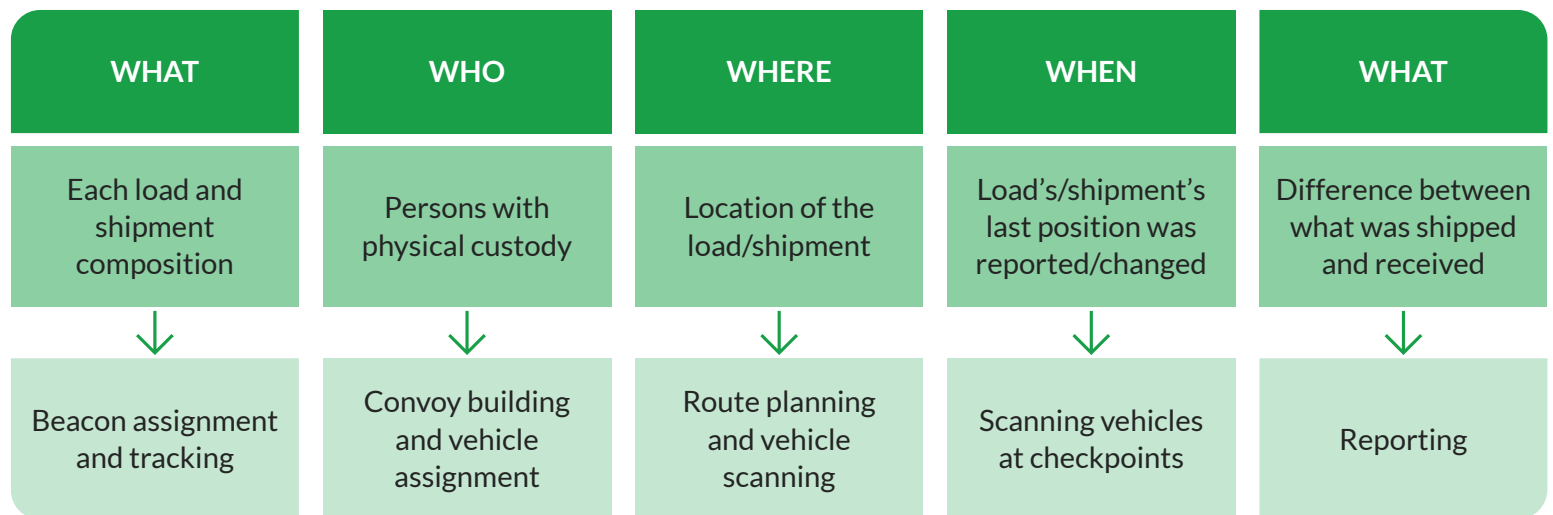 WHAT
Each load and
shipment
composition
Beacon assignment
and tracking
WHO
Persons with
physical custody
Convoy building
and vehicle
assignment
WHERE
Location of the
load/shipment
Route planning
and vehicle
scanning
WHEN
Load’s/shipment’s
last position was
reported/changed
Scanning vehicles
at checkpoints
WHAT
Difference between
what was shipped
and received
Reporting